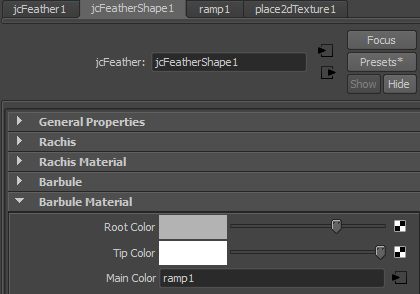 jcFeather1 jcFeatherShape1 ramp1 place2dTexture1
Focus
jcFeather: jcFeatherShape1
Presets*
Show Hide
General Properties
Rachis
Rachis Material
Barbule
Barbule Material
Root Color
Tip Color
Main Color ramp1